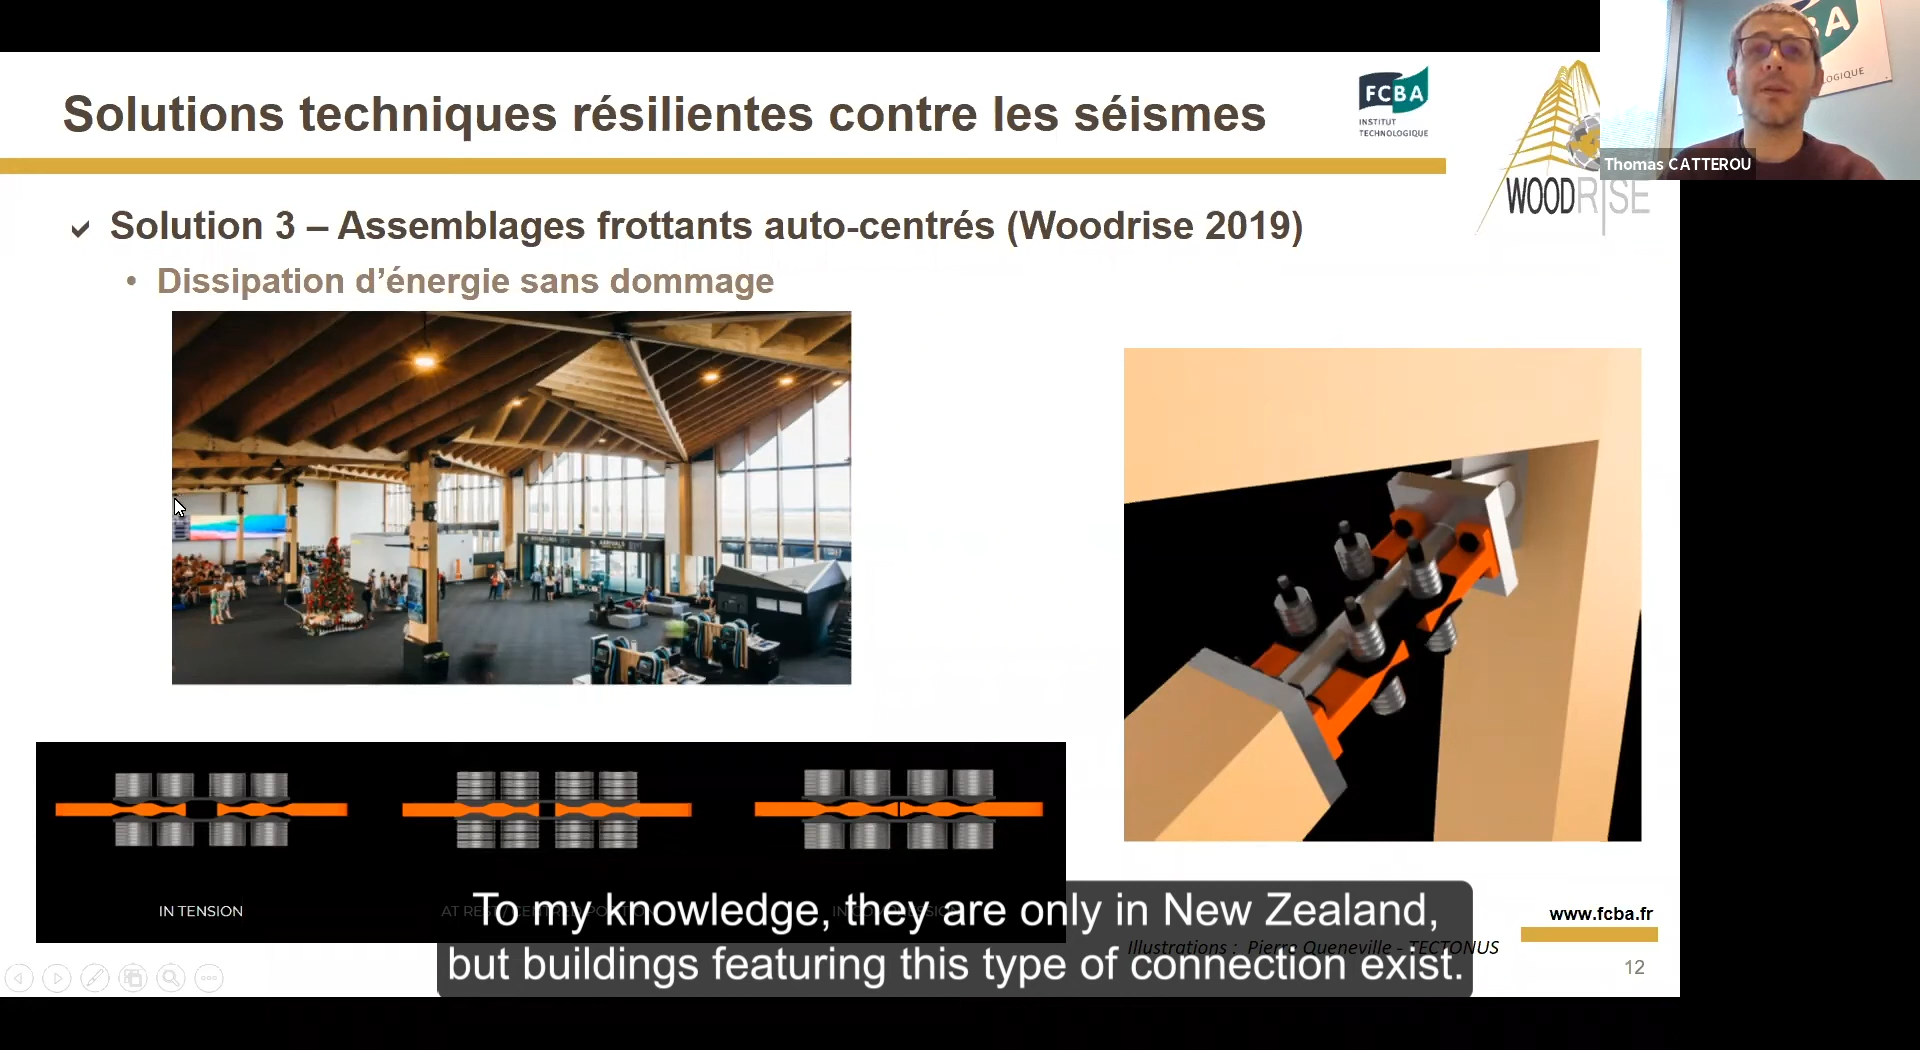 Solutions techniques résilientes contre les séismes
FCBA
INSTITUT
TECHNOLOGIQUE
WOODRISE
BA
LOGIQUE
Thomas CATTEROU
Solution 3 – Assemblages frottants auto-centrés (Woodrise 2019)
• Dissipation d’énergie sans dommage
IN TENSION
To my knowledge, they are only in New Zealand,
but buildings featuring this type of connection exist.
Illustrations : Pierre Queneville - TECTONUS
www.fcba.fr
12